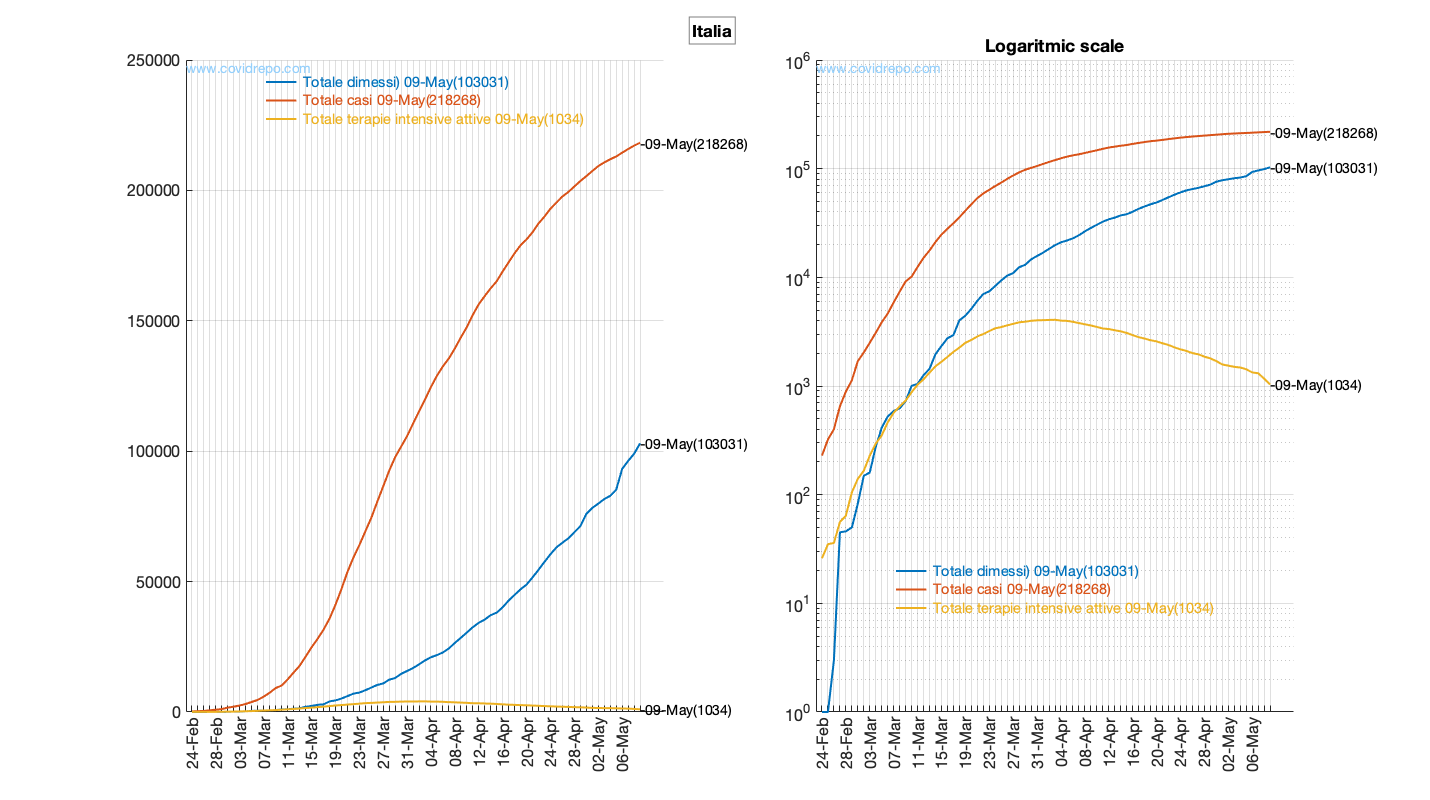 Italia
250000
200000
150000
100000
50000
0
www.covidrepo.com
Totale dimessi) 09-May(103031)
Totale casi 09-May(218268)
Totale terapie intensive attive 09-May(1034)
-09-May(218268)
-09-May(103031)
-09-May(1034)
24-Feb
28-Feb
03-Mar
07-Mar
11-Mar
15-Mar
19-Mar
23-Mar
27-Mar
31-Mar
04-Apr
08-Apr
12-Apr
16-Apr
20-Apr
24-Apr
28-Apr
02-May
06-May
Logaritmic scale
10^6
10^5
10^4
10^3
10^2
10^1
10^0
www.covidrepo.com
-09-May(218268)
-09-May(103031)
-09-May(1034)
Totale dimessi) 09-May(103031)
Totale casi 09-May(218268)
Totale terapie intensive attive 09-May(1034)
24-Feb
28-Feb
03-Mar
07-Mar
11-Mar
15-Mar
19-Mar
23-Mar
27-Mar
31-Mar
04-Apr
08-Apr
12-Apr
16-Apr
20-Apr
24-Apr
28-Apr
02-May
06-May